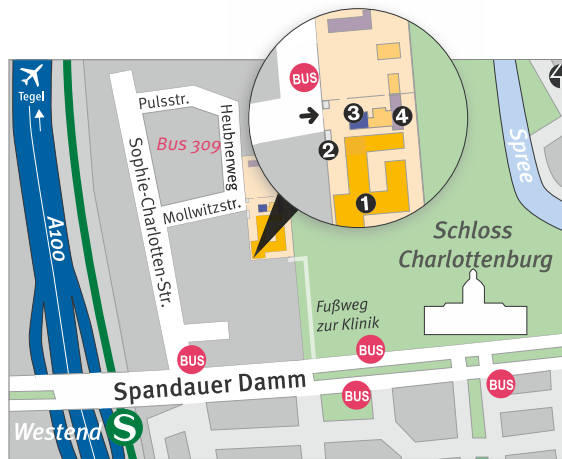 Tegel
A100
Pulsstr.
Bus 309
Heubnerweg
Sophie-Charlotten-Str.
Mollwitzstr.
BUS
3
4
2
1
Spree
Schloss
Charlottenburg
Fußweg
zur Klinik
BUS
BUS
BUS
BUS
Spandauer Damm
Westend S